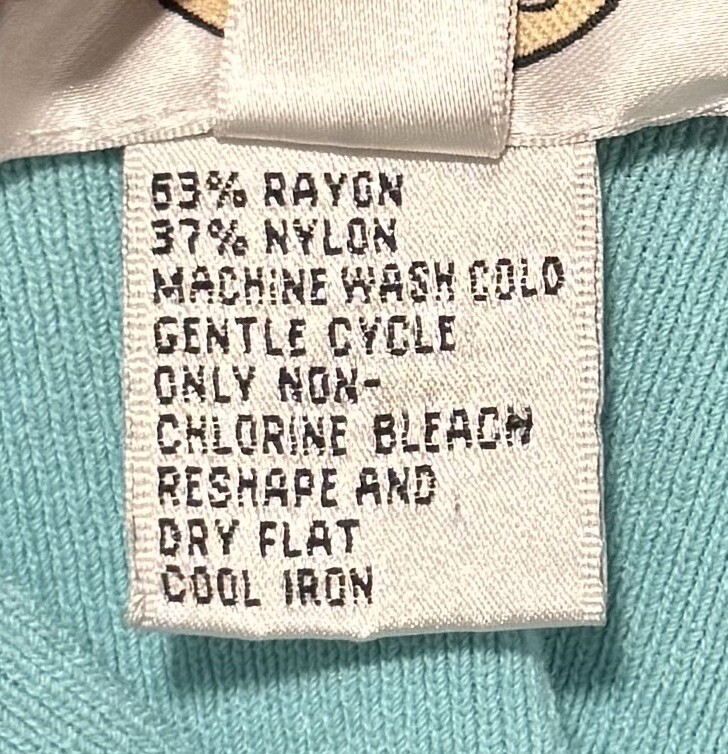 63% RAYON
37% NYLON
MACHINE WASH COLD
GENTLE CYCLE
ONLY NON-
CHLORINE BLEACH
RESHAPE AND
DRY FLAT
COOL IRON